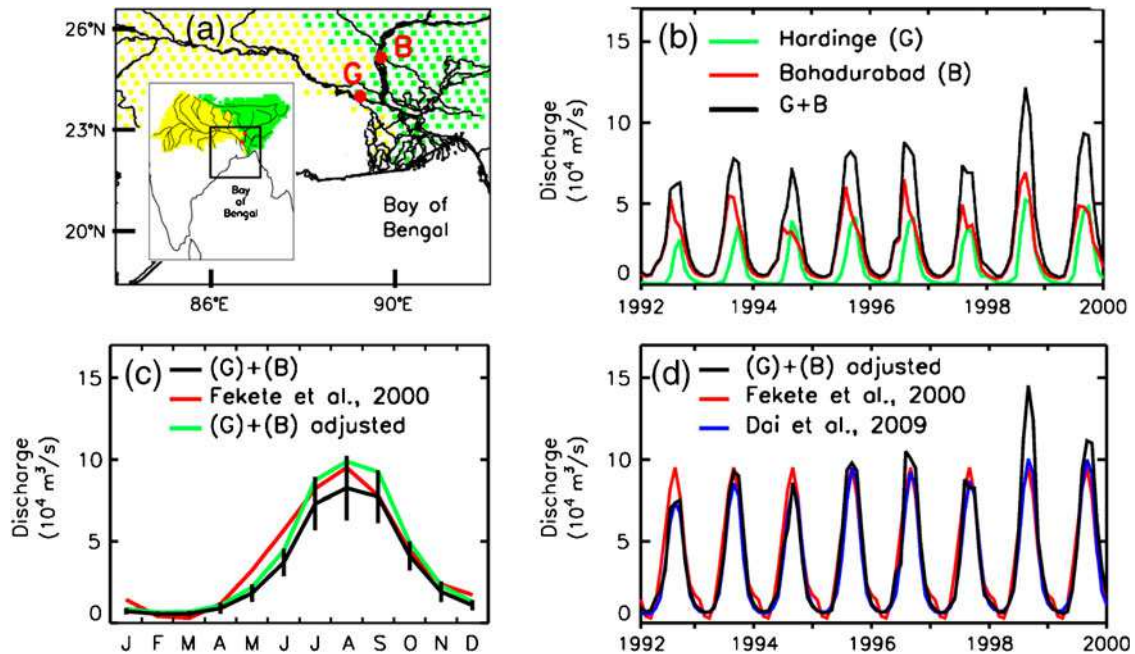 (a)
26°N
23°N
20°N
86°E
90°E
B
G
Bay
of
Bengal
Bay of
Bengal
(b)
Hardinge (G)
Bahadurabad (B)
G+B
Discharge
(10⁴ m³/s)
15
10
5
0
1992 1994 1996 1998 2000
(c)
(G)+(B)
Fekete et al., 2000
(G)+(B) adjusted
Discharge
(10⁴ m³/s)
15
10
5
0
J F M A M J J A S O N D
(d)
(G)+(B) adjusted
Fekete et al., 2000
Dai et al., 2009
Discharge
(10⁴ m³/s)
15
10
5
0
1992 1994 1996 1998 2000